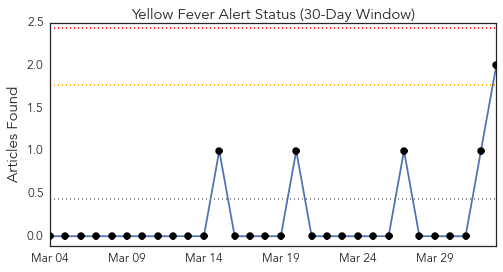 Yellow Fever Alert Status (30-Day Window)
Articles Found
2.5
2.0
1.5
1.0
0.5
0.0
Mar 04 Mar 09 Mar 14 Mar 19 Mar 24 Mar 29